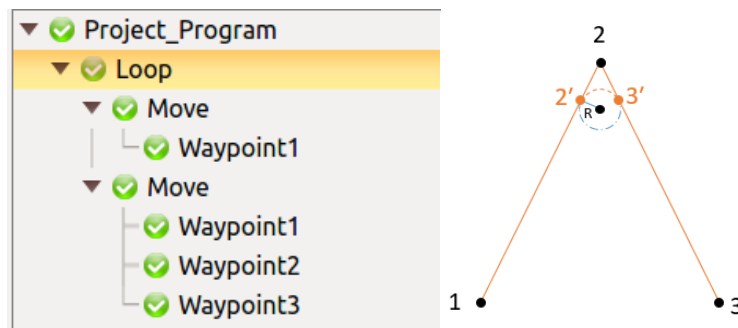 Project_Program
Loop
Move
Waypoint1
Move
Waypoint1
Waypoint2
Waypoint3
2
2′ 3′
R
1 3